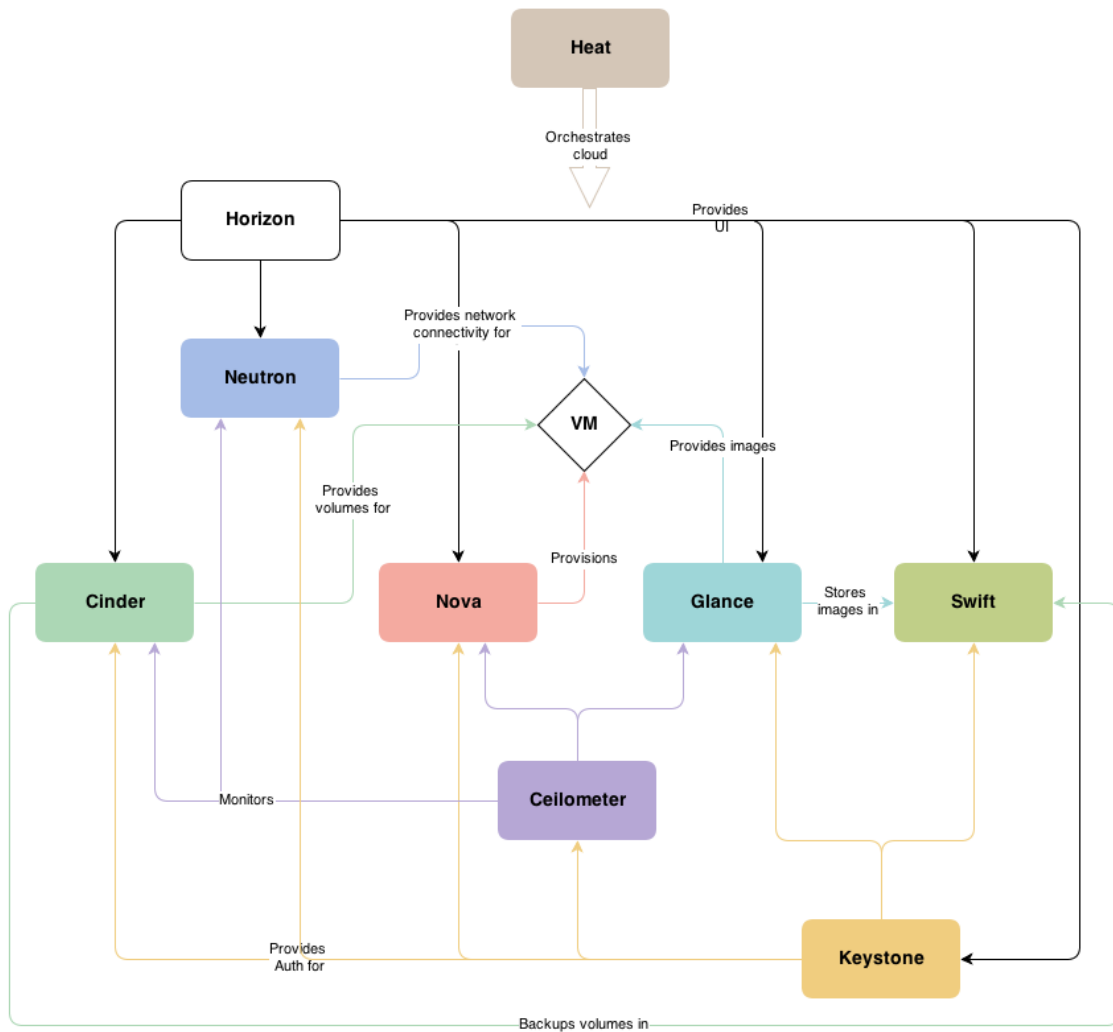 Heat
Orchestrates
cloud
Horizon
Provides
UI
Provides network
connectivity for
Neutron
VM
Provides images
Provides
volumes for
Provisions
Cinder
Nova
Glance
Stores
images in
Swift
Ceilometer
Monitors
Provides
Auth for
Keystone
Backups volumes in